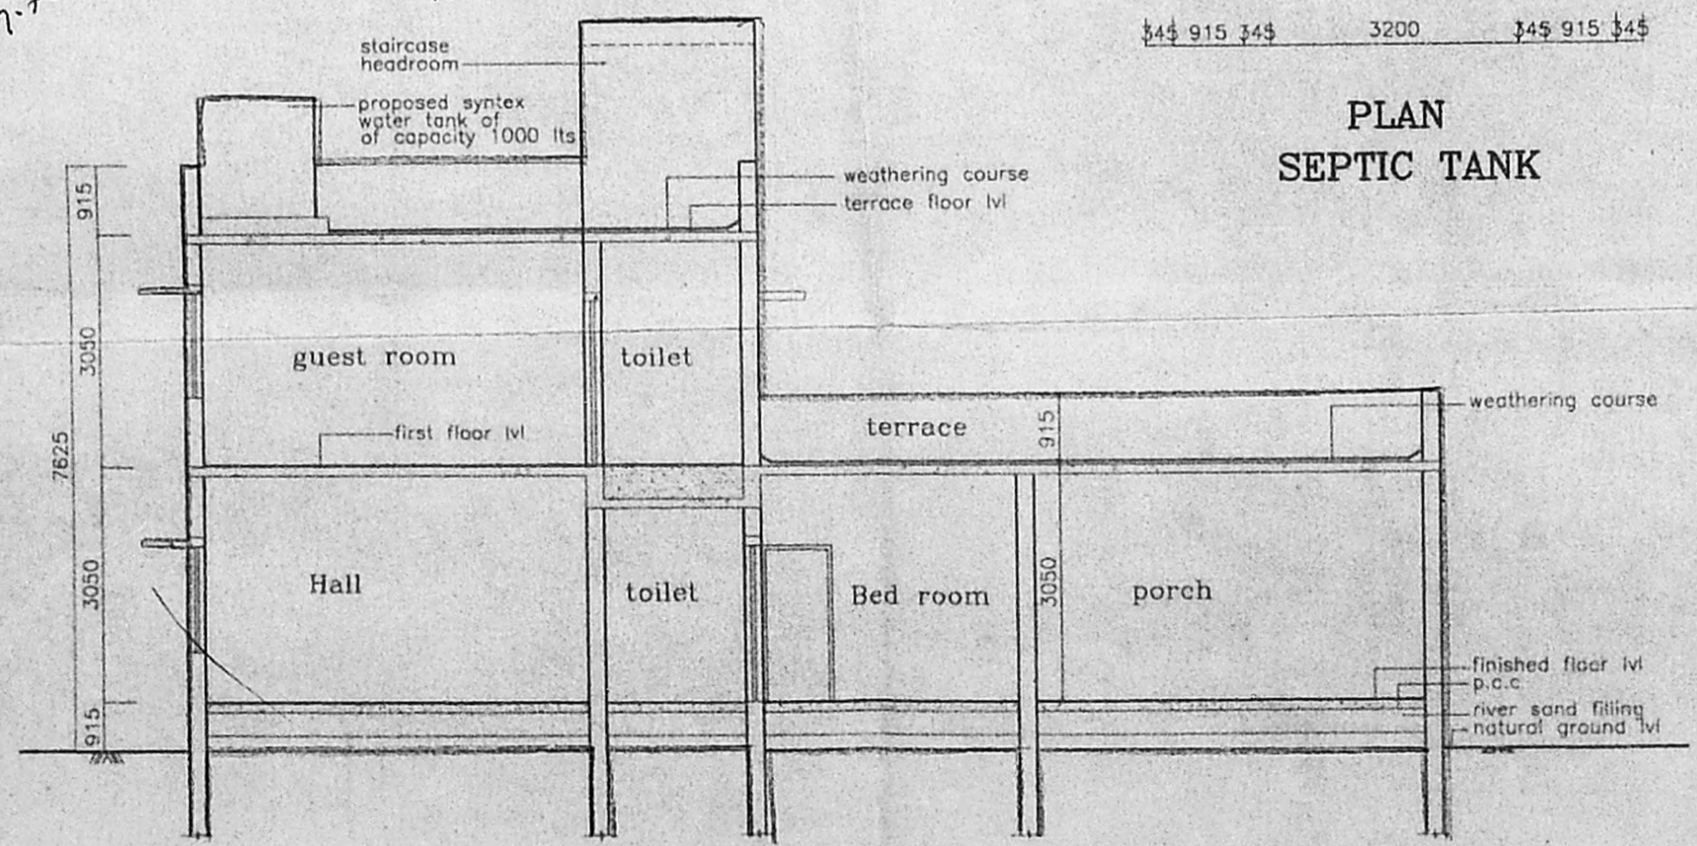 345 915 345 3200 345 915 345
PLAN
SEPTIC TANK
staircase
headroom
proposed syntex
water tank of
of capacity 1000 lts
weathering course
terrace floor lvl
915
3050
7625
3050
915
guest room
toilet
first floor lvl
terrace
915
weathering course
Hall
toilet
Bed room
3050
porch
finished floor lvl
p.c.c
river sand filling
natural ground lvl